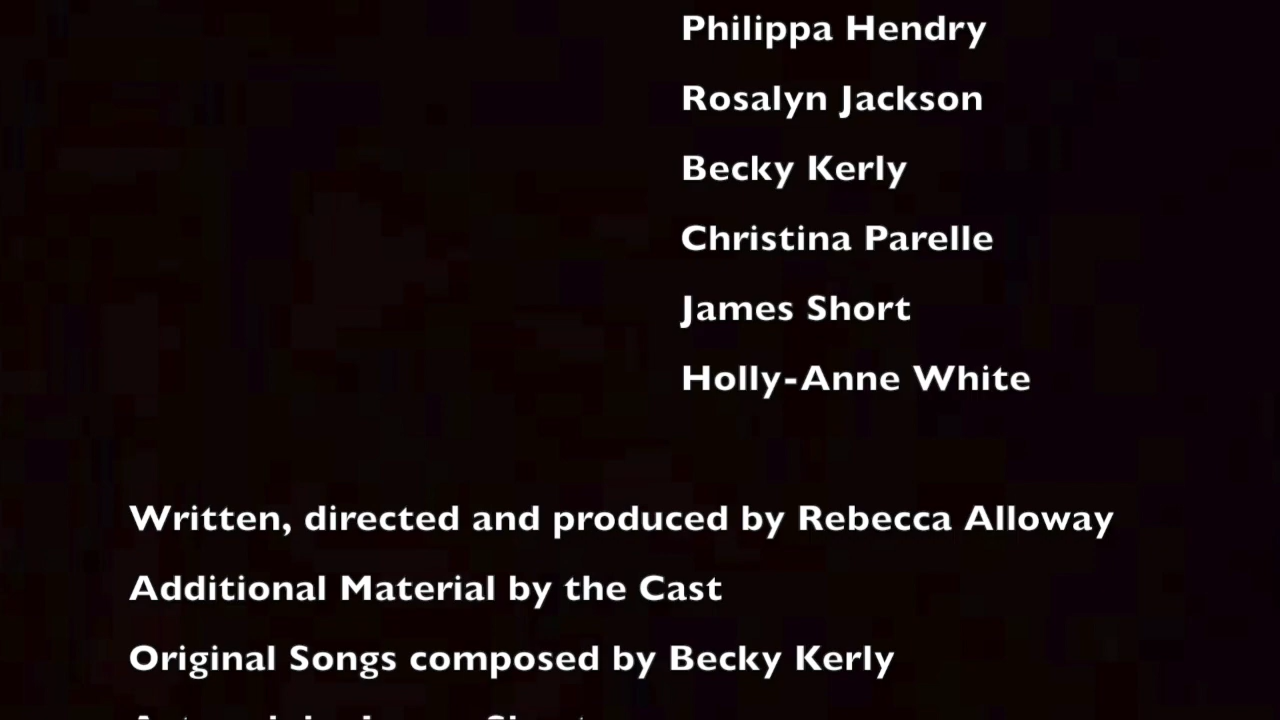 Philippa Hendry
Rosalyn Jackson
Becky Kerly
Christina Parelle
James Short
Holly-Anne White
Written, directed and produced by Rebecca Alloway
Additional Material by the Cast
Original Songs composed by Becky Kerly